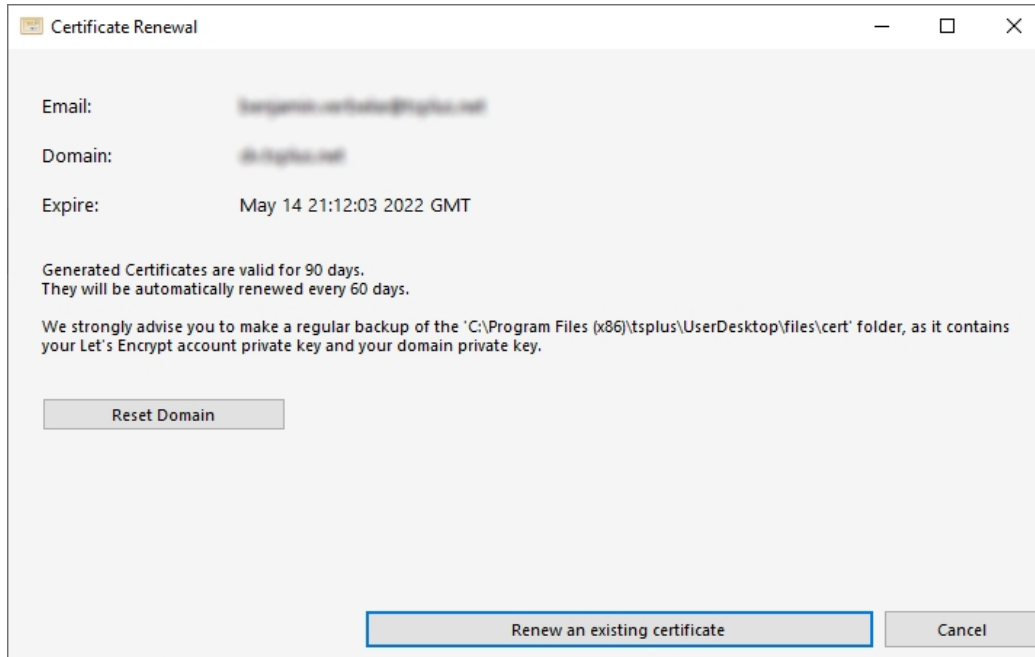 Certificate Renewal
Email:
Domain:
Expire: May 14 21:12:03 2022 GMT
Generated Certificates are valid for 90 days.
They will be automatically renewed every 60 days.
We strongly advise you to make a regular backup of the 'C:\Program Files (x86)\tsplus\UserDesktop\files\cert' folder, as it contains
your Let's Encrypt account private key and your domain private key.
Reset Domain
Renew an existing certificate Cancel